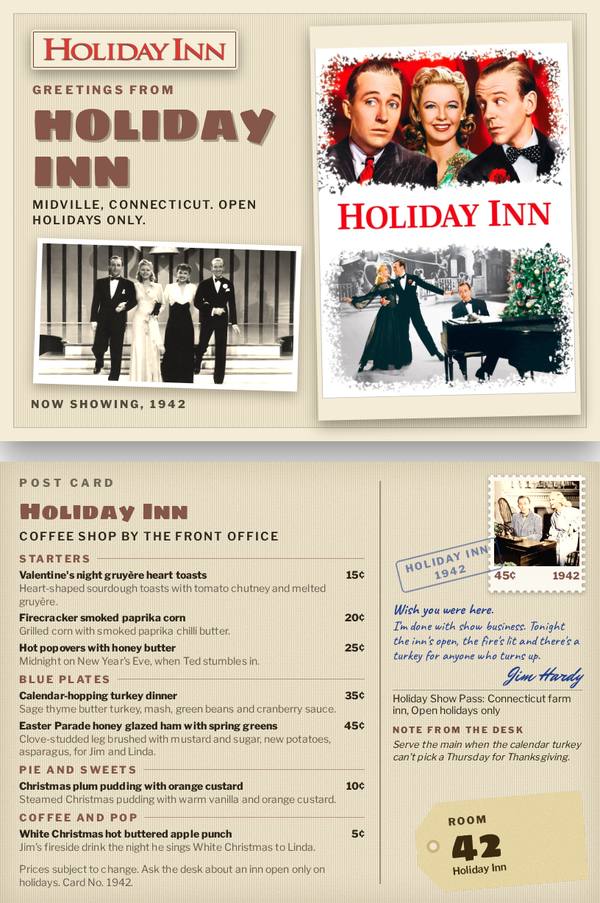 HOLIDAY INN
GREETINGS FROM
HOLIDAY
INN
MIDVILLE, CONNECTICUT. OPEN
HOLIDAYS ONLY.
NOW SHOWING, 1942
HOLIDAY INN
POST CARD
Holiday Inn
COFFEE SHOP BY THE FRONT OFFICE
STARTERS
Valentine's night gruyère heart toasts 15¢
Heart-shaped sourdough toasts with tomato chutney and melted
gruyère.
Firecracker smoked paprika corn 20¢
Grilled corn with smoked paprika chilli butter.
Hot popovers with honey butter 25¢
Midnight on New Year's Eve, when Ted stumbles in.
BLUE PLATES
Calendar-hopping turkey dinner 35¢
Sage thyme butter turkey, mash, green beans and cranberry sauce.
Easter Parade honey glazed ham with spring greens 45¢
Clove-studded leg brushed with mustard and sugar, new potatoes,
asparagus, for Jim and Linda.
PIE AND SWEETS
Christmas plum pudding with orange custard 10¢
Steamed Christmas pudding with warm vanilla and orange custard.
COFFEE AND POP
White Christmas hot buttered apple punch 5¢
Jim's fireside drink the night he sings White Christmas to Linda.
Prices subject to change. Ask the desk about an inn open only on
holidays. Card No. 1942.
45¢ 1942
HOLIDAY INN
1942
Wish you were here.
I'm done with show business. Tonight
the inn's open, the fire's lit and there's a
turkey for anyone who turns up.
Jim Hardy
Holiday Show Pass: Connecticut farm
inn, Open holidays only
NOTE FROM THE DESK
Serve the main when the calendar turkey
can't pick a Thursday for Thanksgiving.
ROOM
42
Holiday Inn